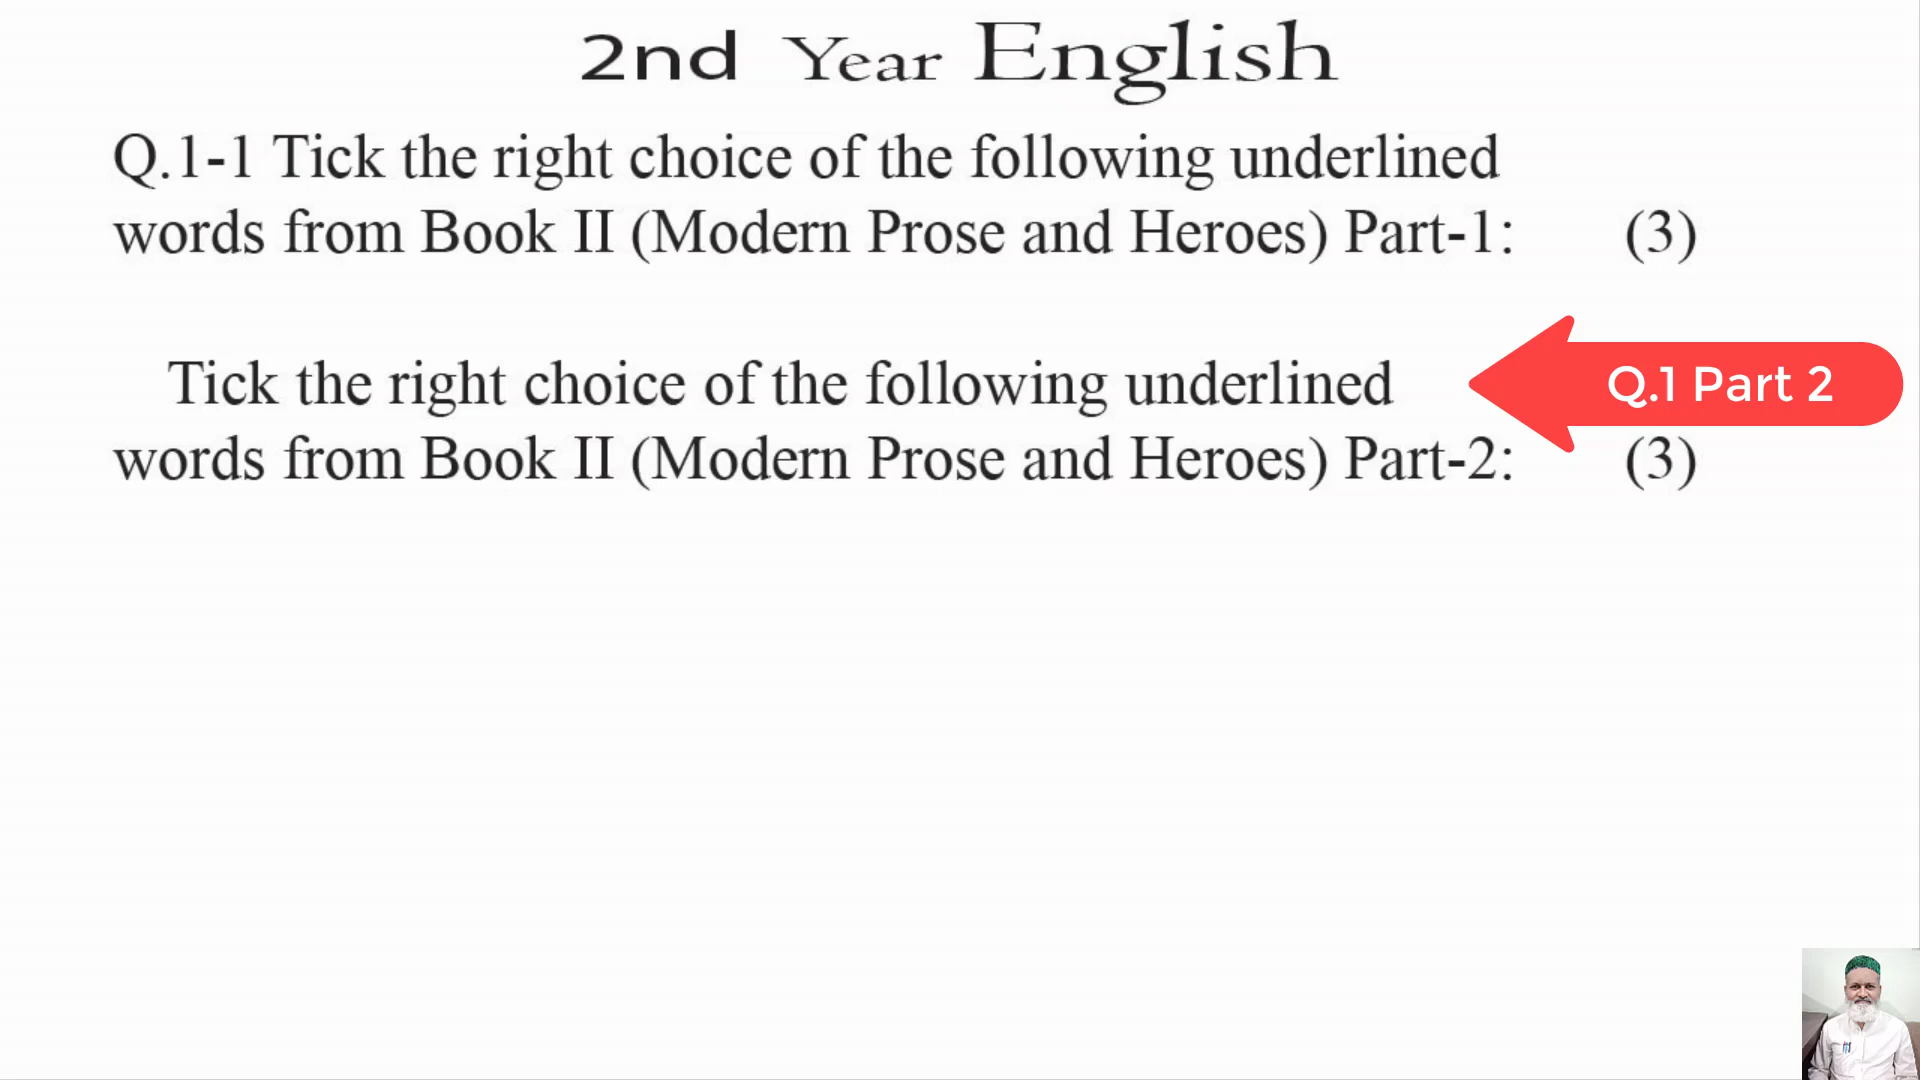 2nd Year English
Q.1-1 Tick the right choice of the following underlined
words from Book II (Modern Prose and Heroes) Part-1: (3)
Tick the right choice of the following underlined
Q.1 Part 2
words from Book II (Modern Prose and Heroes) Part-2: (3)